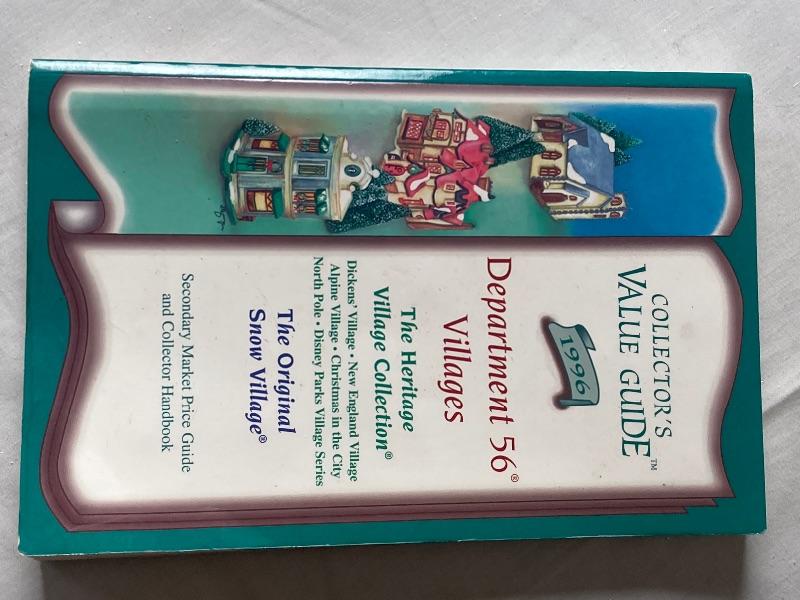 COLLECTOR'S
VALUE GUIDE™
1996
Department 56®
Villages
The Heritage
Village Collection®
Dickens' Village • New England Village
Alpine Village • Christmas in the City
North Pole • Disney Parks Village Series
The Original
Snow Village®
Secondary Market Price Guide
and Collector Handbook